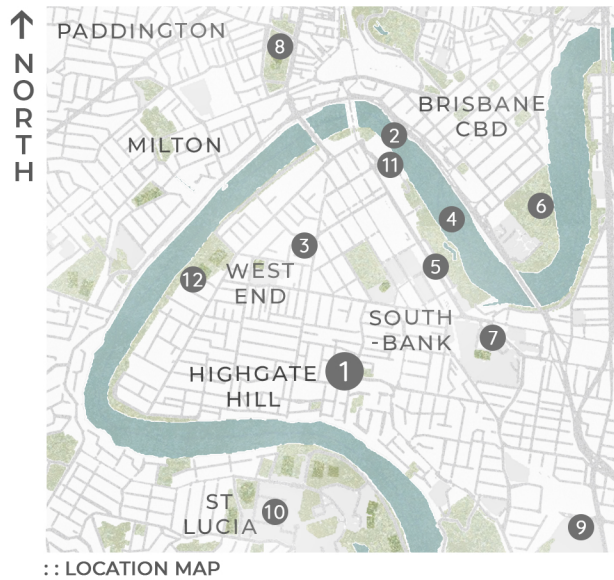 NORTH
PADDINGTON
8
BRISBANE
CBD
MILTON
2
11
6
4
3
5
12
WEST
END
SOUTH
-BANK
7
HIGHGATE
HILL
1
ST
LUCIA
10
9
:: LOCATION MAP